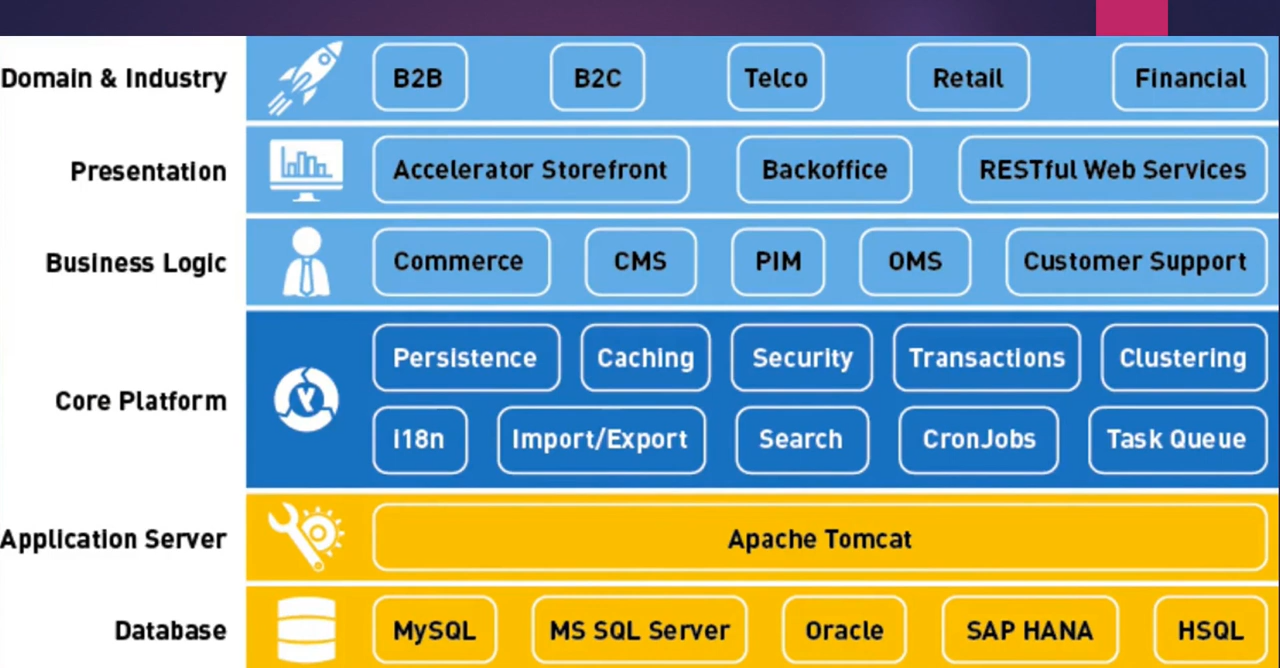 Domain & Industry B2B B2C Telco Retail Financial
Presentation Accelerator Storefront Backoffice RESTful Web Services
Business Logic Commerce CMS PIM OMS Customer Support
Persistence Caching Security Transactions Clustering
Core Platform
I18n Import/Export Search CronJobs Task Queue
Application Server Apache Tomcat
Database MySQL MS SQL Server Oracle SAP HANA HSQL